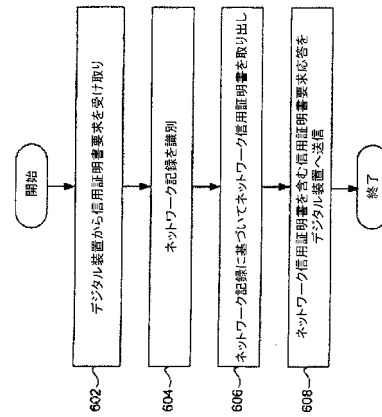 開始
602
デジタル装置から信用証明書要求を受け取り
604
ネットワーク記録を識別
606
ネットワーク記録に基づいてネットワーク信用証明書を取り出し
608
ネットワーク信用証明書を含む信用証明書要求応答を
デジタル装置へ送信
終了